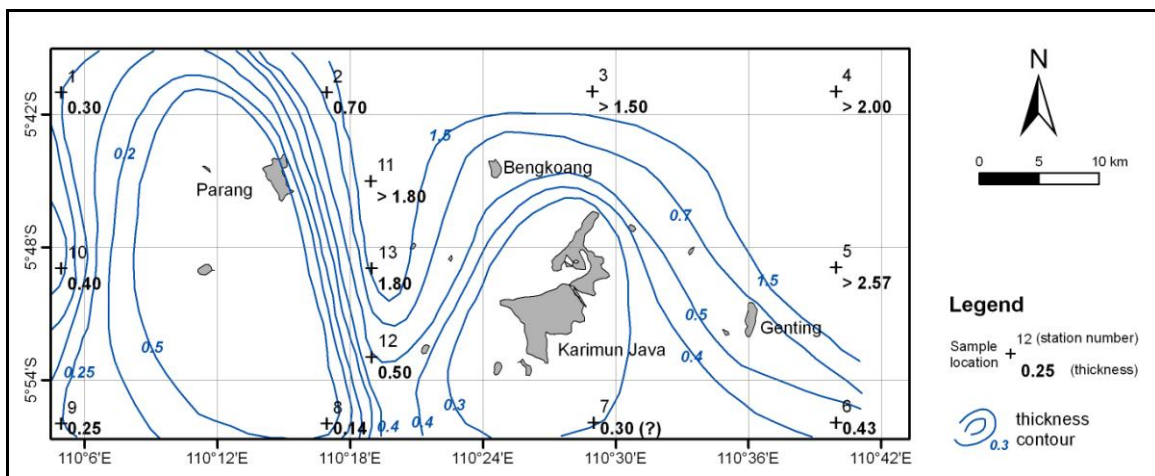 1
0.30
2
0.70
3
> 1.50
4
> 2.00
5°42'S
0.2
1.5
11
> 1.80
Parang
Bengkoang
0.7
5°48'S
10
0.40
13
1.80
5
> 2.57
1.5
0.5
Genting
0.5
12
0.50
Karimun Java
0.4
5°54'S
0.25
0.3
9
0.25
8
0.14
0.4
0.4
7
0.30 (?)
6
0.43
110°6'E
110°12'E
110°18'E
110°24'E
110°30'E
110°36'E
110°42'E
N
0
5
10 km
Legend
Sample location
12 (station number)
0.25 (thickness)
0.3
thickness
contour